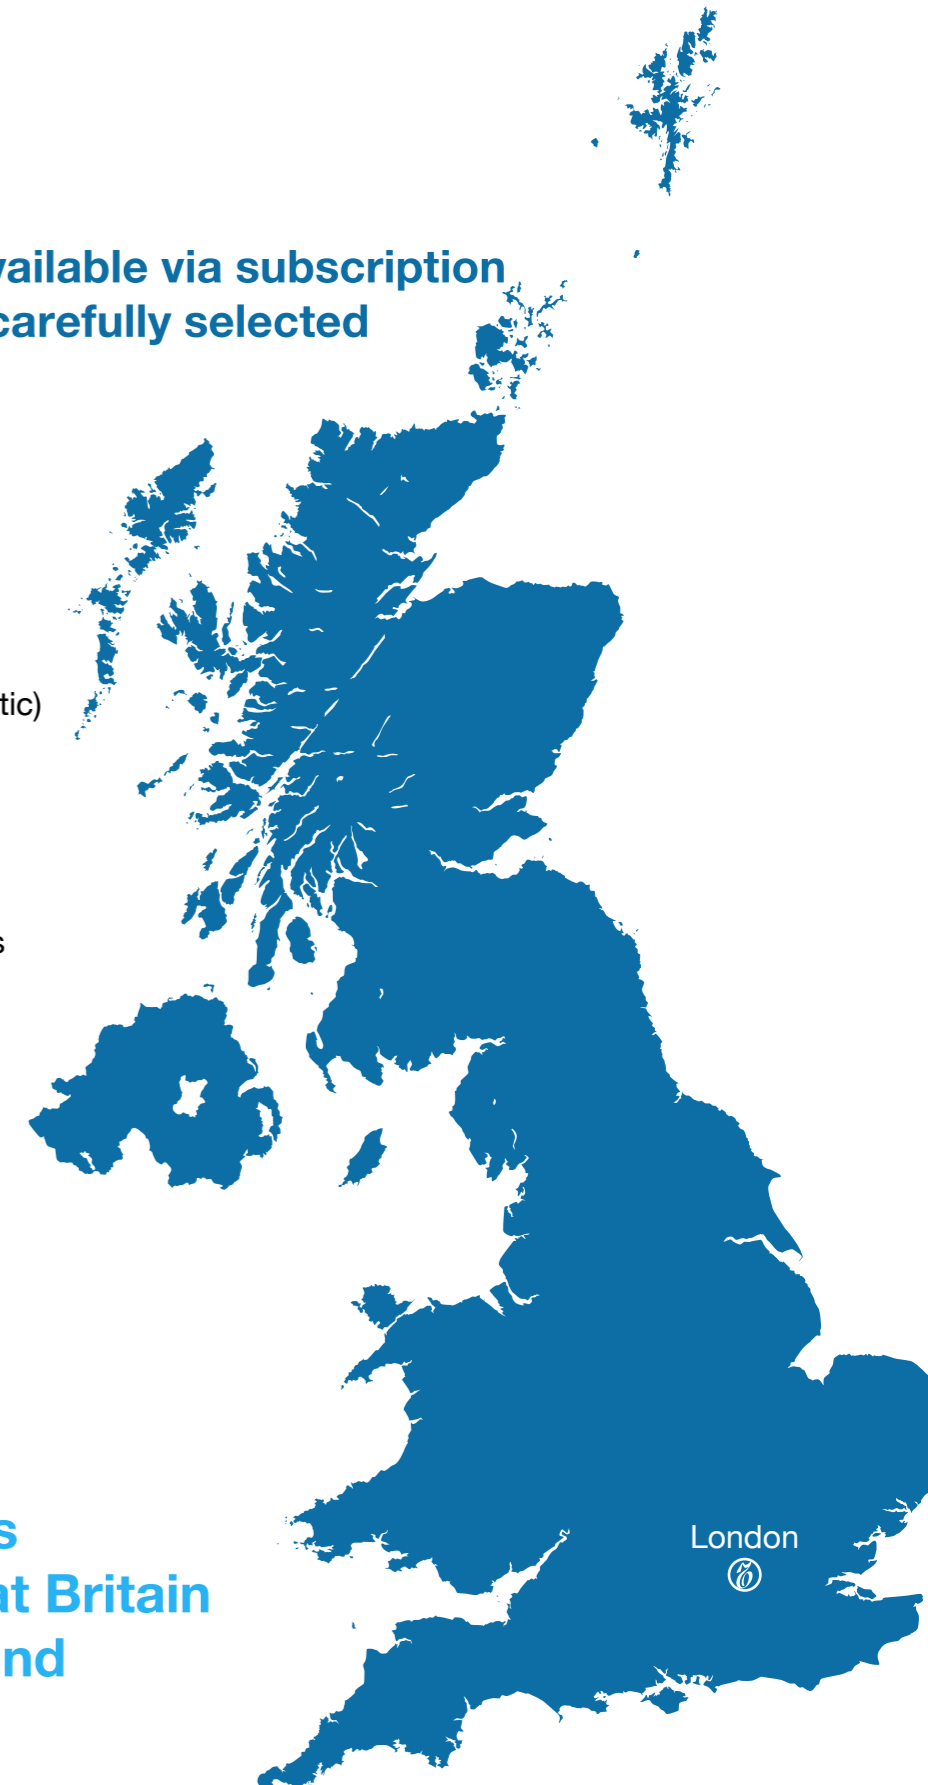 vailable via subscription
carefully selected
tic)
s
London
s
at Britain
nd